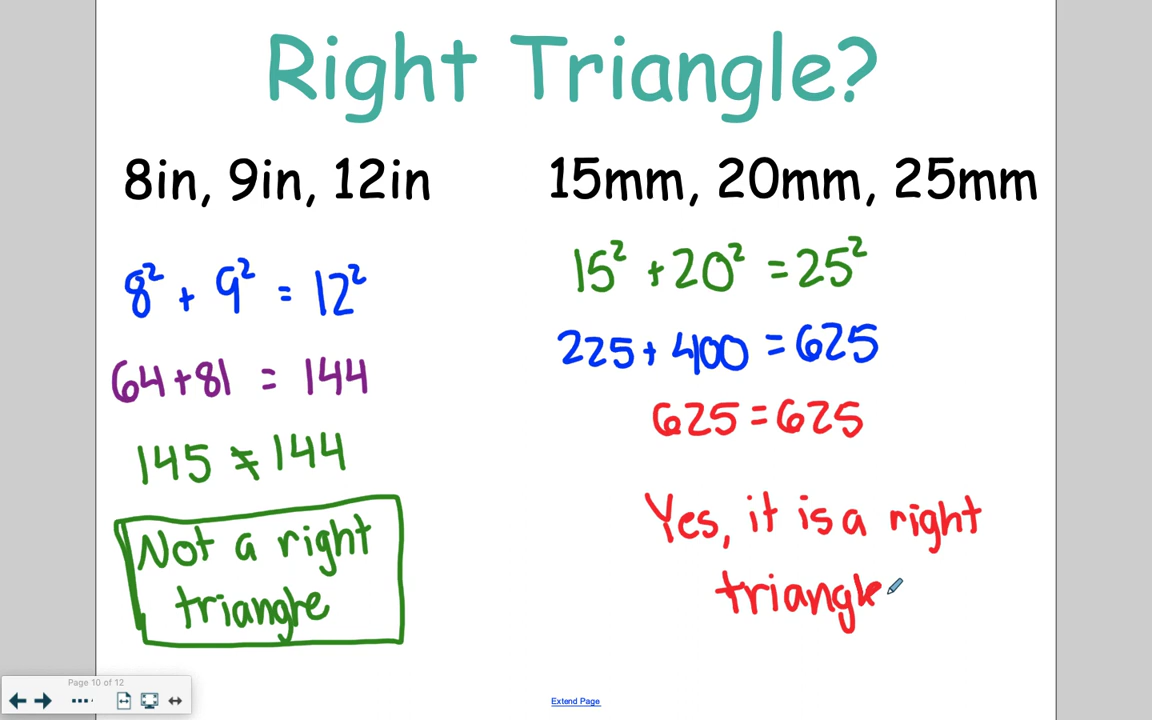 Right Triangle?
8in, 9in, 12in
8² + 9² = 12²
64+81 = 144
145 ≠ 144
Not a right
triangle
15mm, 20mm, 25mm
15² + 20² = 25²
225 + 400 = 625
625 = 625
Yes, it is a right
triangle
Page 10 of 12
Extend Page